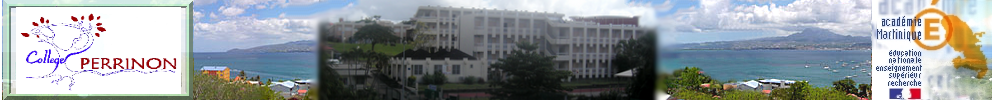 College
PERRINON
académie
Martinique
éducation
nationale
enseignement
supérieur
recherche